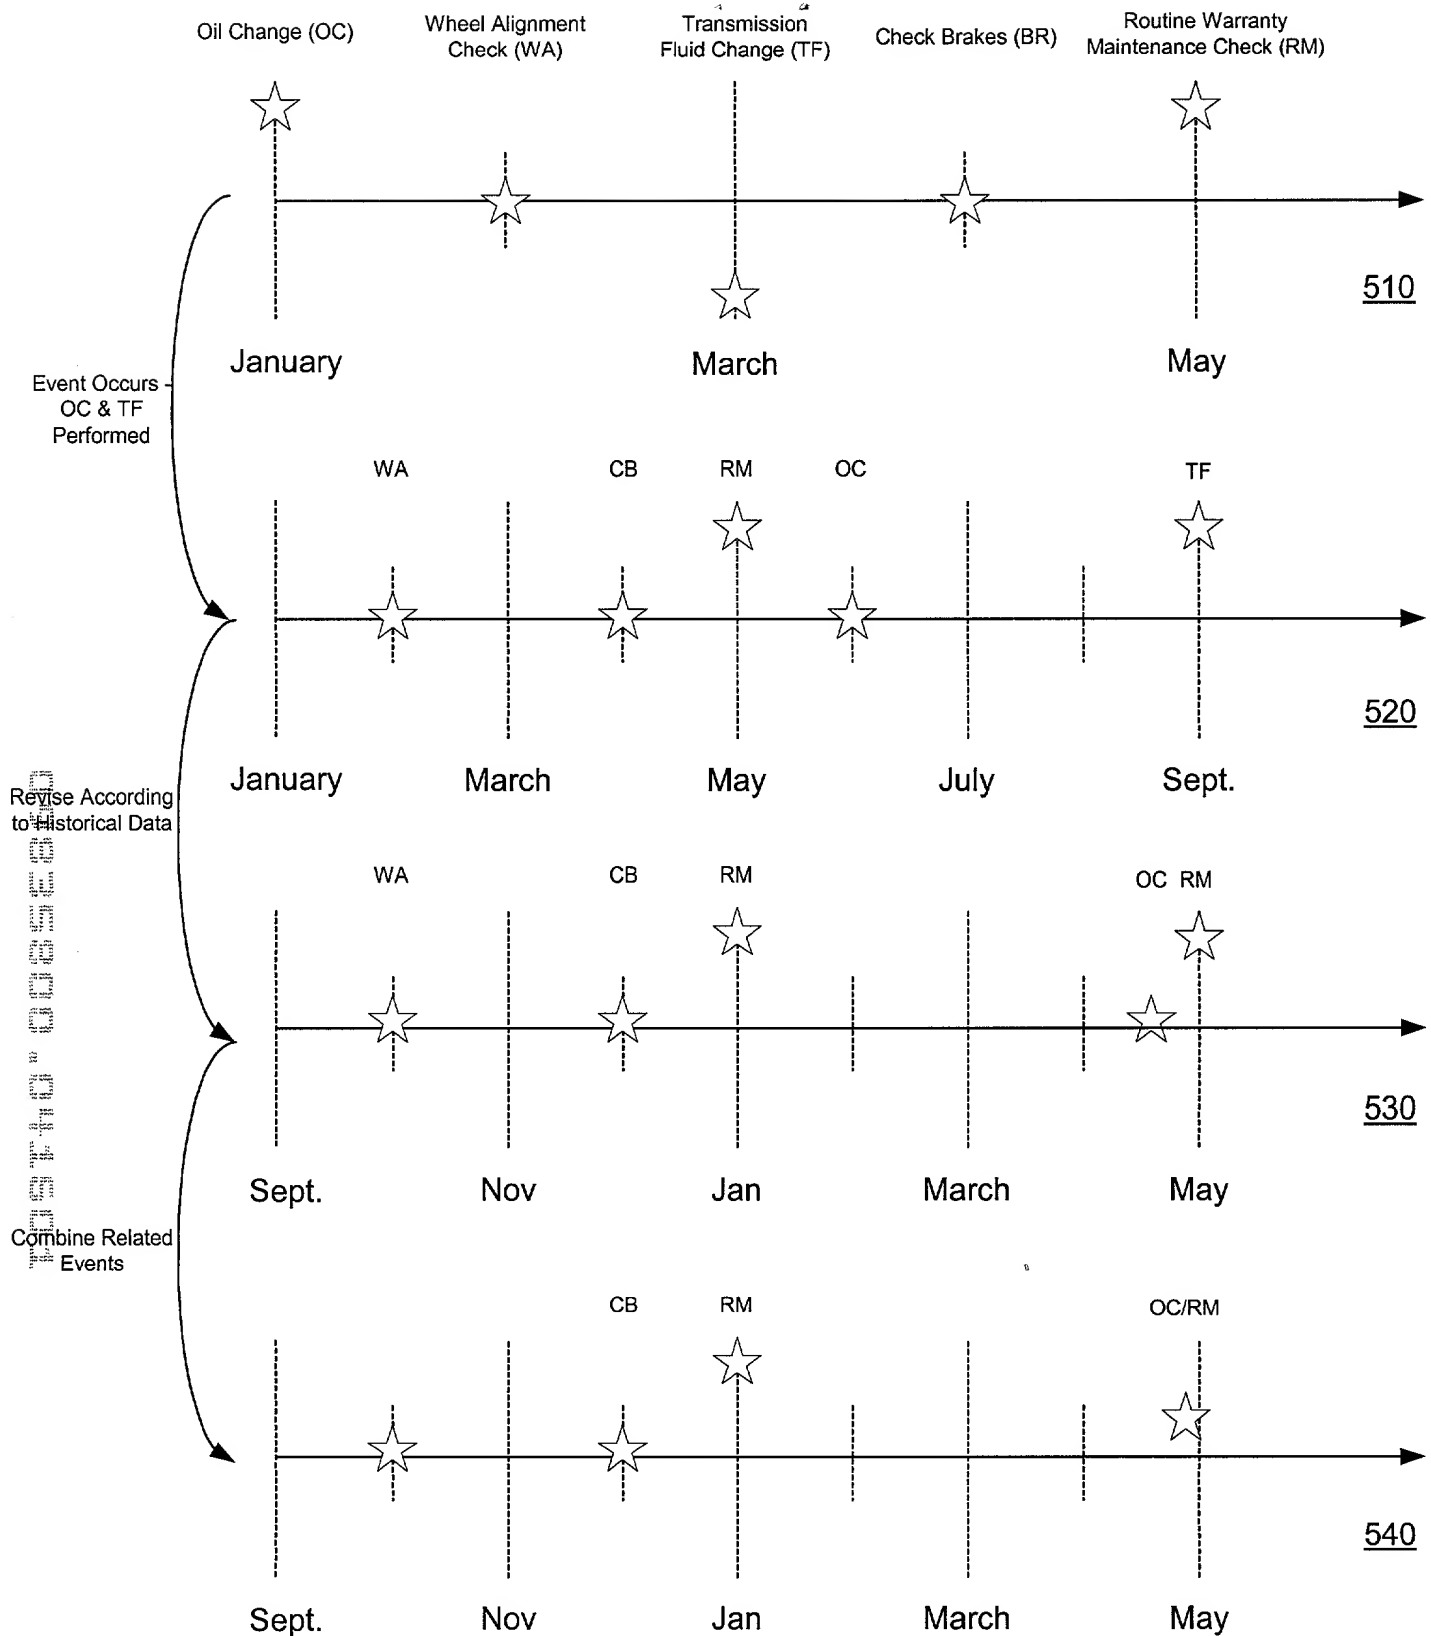 Oil Change (OC)
Wheel Alignment
Check (WA)
Transmission
Fluid Change (TF)
Check Brakes (BR)
Routine Warranty
Maintenance Check (RM)
510
January
March
May
Event Occurs -
OC & TF
Performed
WA
CB
RM
OC
TF
520
January
March
May
July
Sept.
Revise According
to Historical Data
WA
CB
RM
OC RM
530
Sept.
Nov
Jan
March
May
Combine Related
Events
CB
RM
OC/RM
540
Sept.
Nov
Jan
March
May